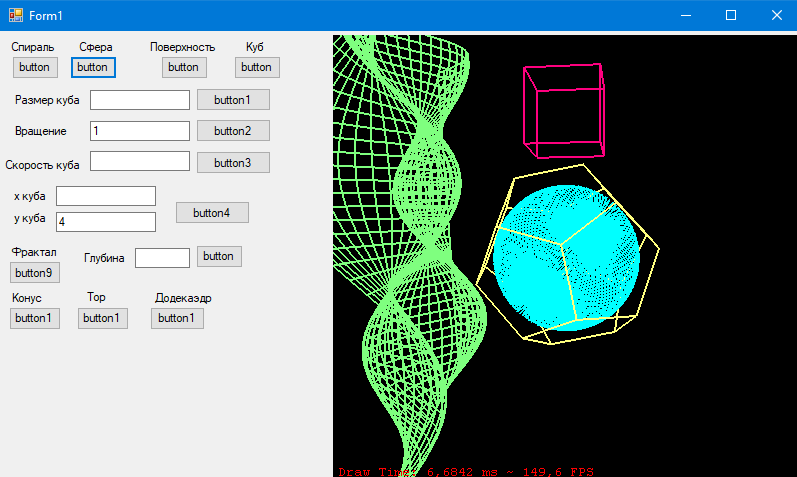 Form1
Спираль Сфера Поверхность Куб
button button button button
Размер куба button1
Вращение 1 button2
Скорость куба button3
x куба
y куба 4 button4
Фрактал
Глубина button
button9
Конус Тор Додекаэдр
button1 button1 button1
Draw Time: 6,6842 ms ~ 149,6 FPS